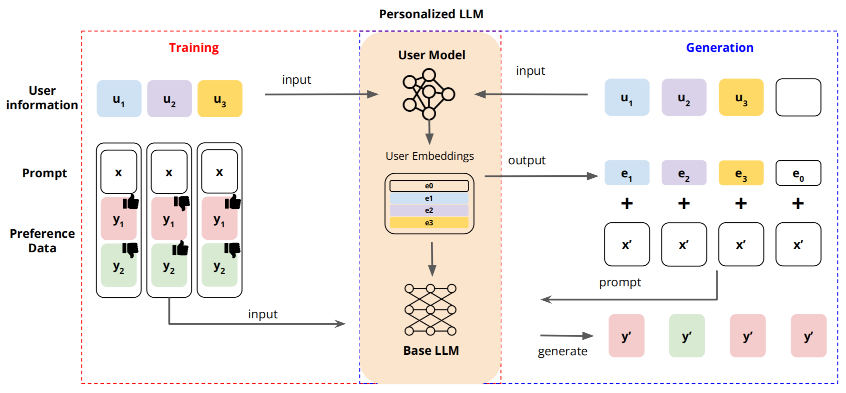 Personalized LLM
Training
User Model
Generation
User
information
u1
u2
u3
input
input
u1
u2
u3
User Embeddings
output
Prompt
x
x
x
e0
e1
e2
e3
e1
e2
e3
e0
+
+
+
+
Preference
Data
y1
y1
y1
x’
x’
x’
x’
y2
y2
y2
prompt
input
Base LLM
generate
y’
y’
y’
y’